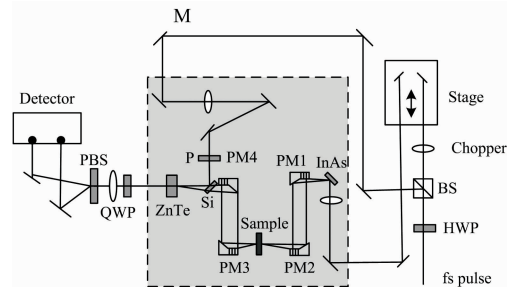 M
Detector
Stage
PBS
P
PM4
PM1
InAs
Chopper
QWP
ZnTe
Si
Sample
BS
HWP
PM3
PM2
fs pulse